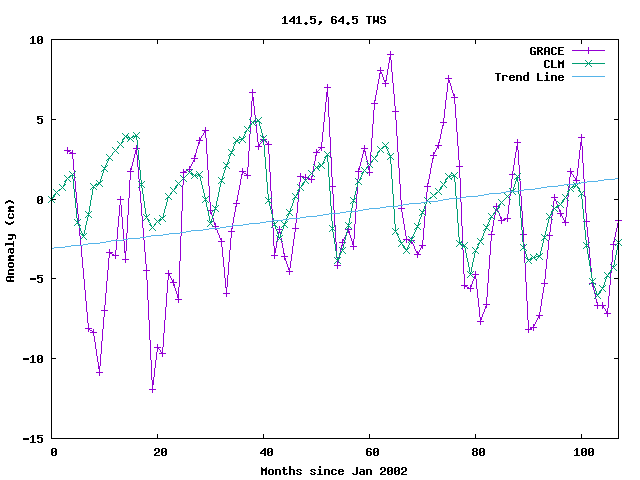 141.5, 64.5 TWS
GRACE
CLM
Trend Line
10
5
0
-5
-10
-15
Anomaly (cm)
0 20 40 60 80 100
Months since Jan 2002